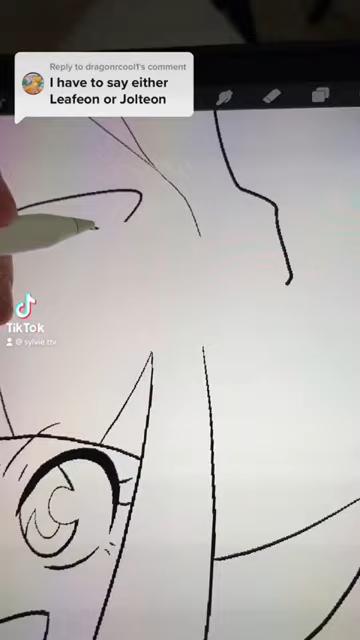 Reply to dragonrcool1's comment
I have to say either
Leafeon or Jolteon
TikTok
@ sylvie.ttv